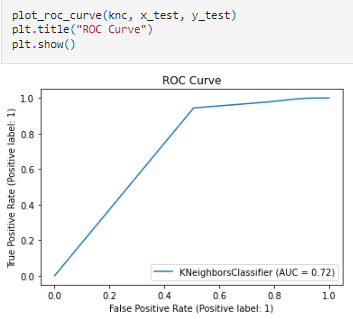 plot_roc_curve(knc, x_test, y_test)
plt.title("ROC Curve")
plt.show()
ROC Curve
True Positive Rate (Positive label: 1)
1.0
0.8
0.6
0.4
0.2
0.0
KNeighborsClassifier (AUC = 0.72)
0.0 0.2 0.4 0.6 0.8 1.0
False Positive Rate (Positive label: 1)